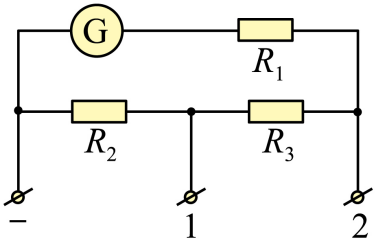 G
R₁
R₂ R₃
− 1 2